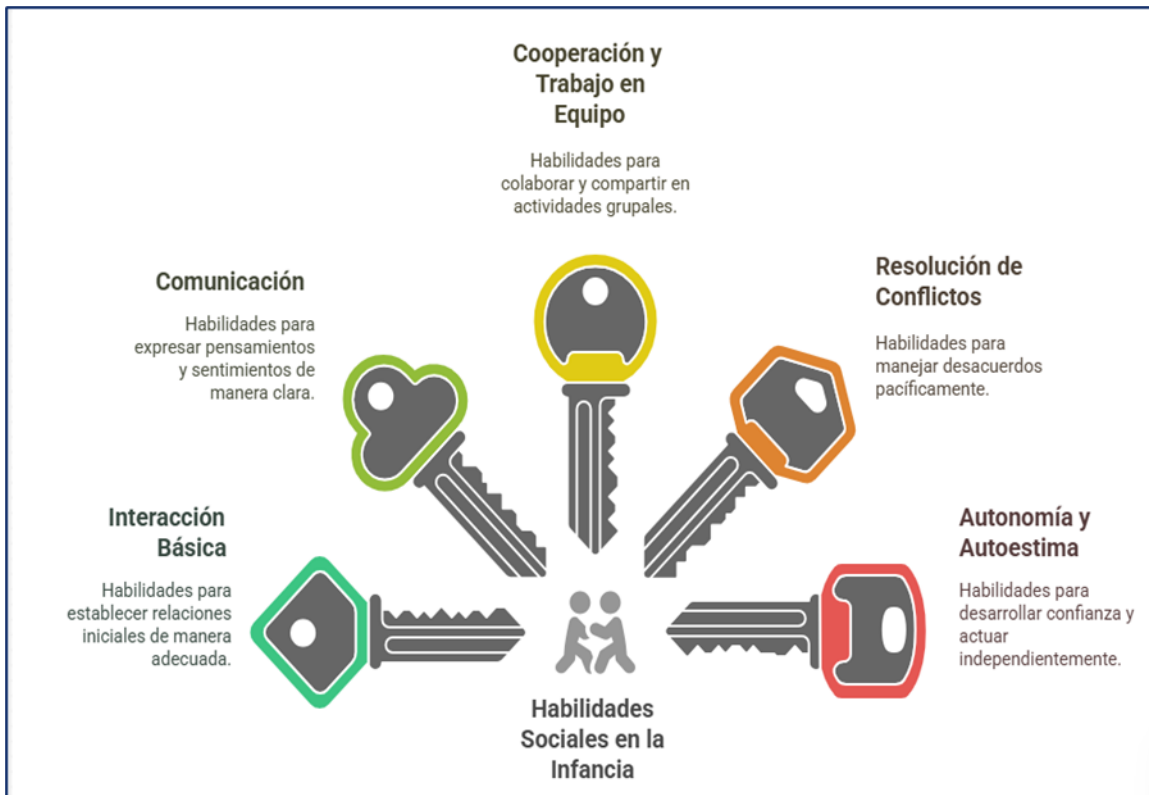 Cooperación y
Trabajo en
Equipo
Habilidades para
colaborar y compartir en
actividades grupales.
Comunicación
Habilidades para
expresar pensamientos
y sentimientos de
manera clara.
Resolución de
Conflictos
Habilidades para
manejar desacuerdos
pacíficamente.
Interacción
Básica
Habilidades para
establecer relaciones
iniciales de manera
adecuada.
Autonomía y
Autoestima
Habilidades para
desarrollar confianza y
actuar
independientemente.
Habilidades
Sociales en la
Infancia